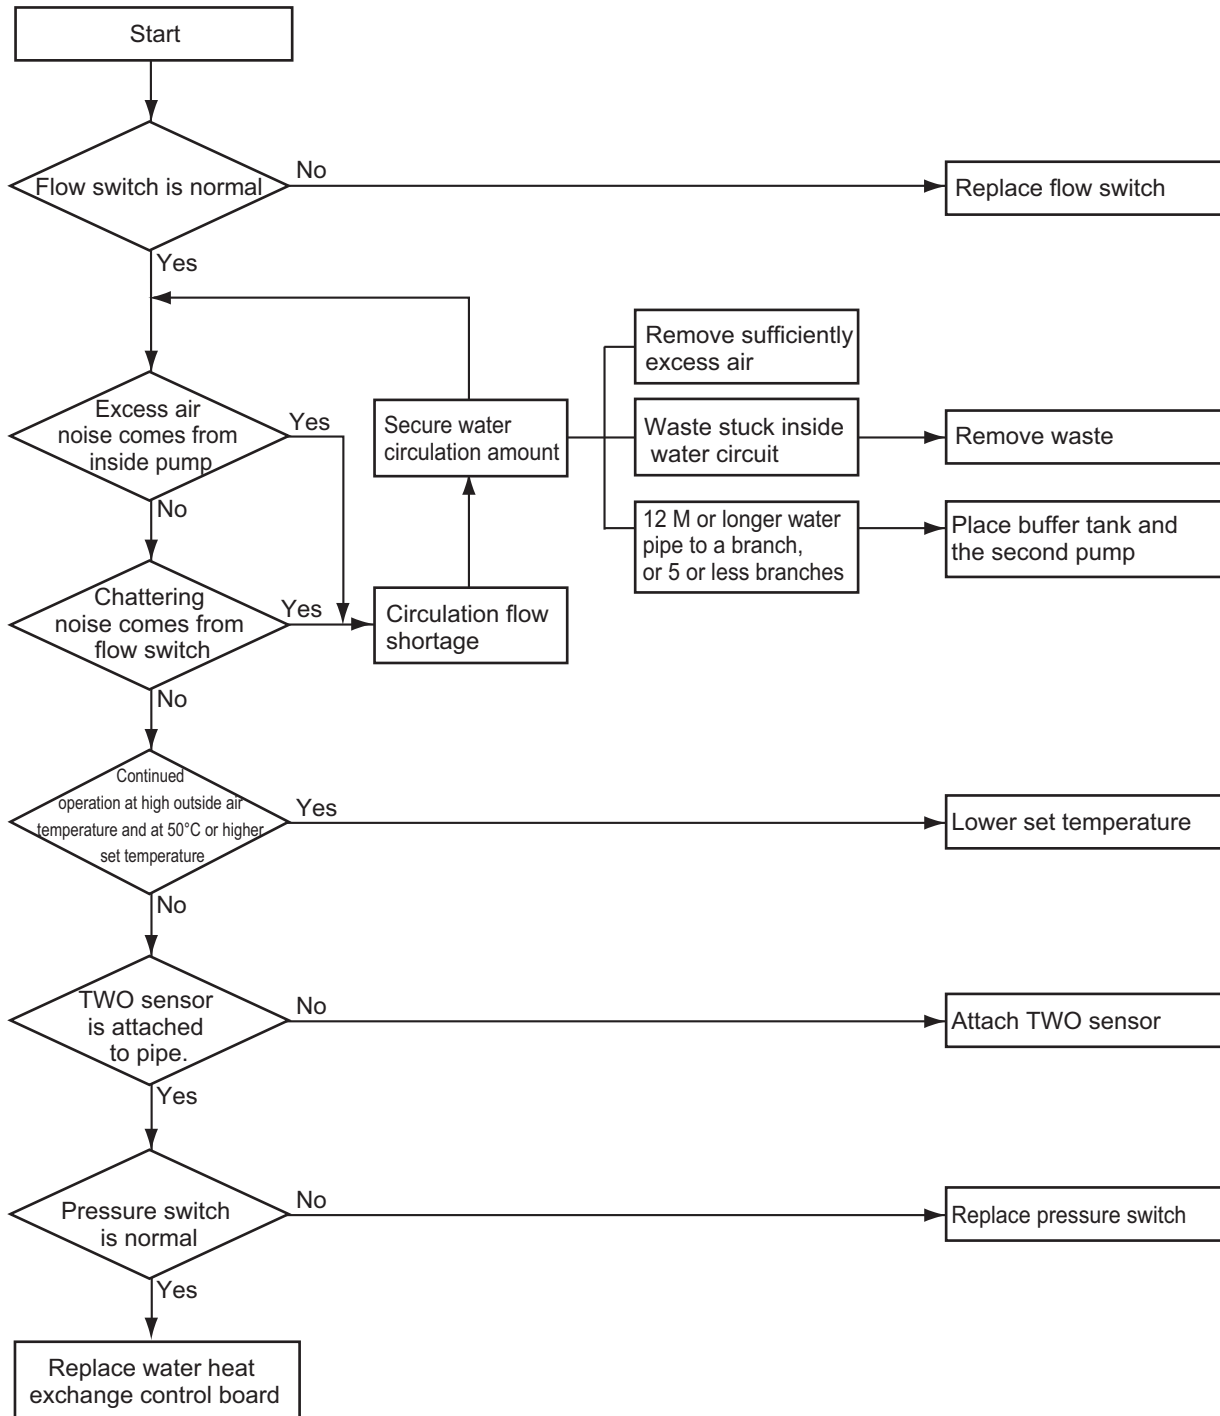 Start
Flow switch is normal
No
Replace flow switch
Yes
Excess air
noise comes from
inside pump
Yes
No
Secure water
circulation amount
Remove sufficiently
excess air
Waste stuck inside
water circuit
Remove waste
12 M or longer water
pipe to a branch,
or 5 or less branches
Place buffer tank and
the second pump
Chattering
noise comes from
flow switch
Yes
Circulation flow
shortage
No
Continued
operation at high outside air
temperature and at 50°C or higher
set temperature
Yes
Lower set temperature
No
TWO sensor
is attached
to pipe.
No
Attach TWO sensor
Yes
Pressure switch
is normal
No
Replace pressure switch
Yes
Replace water heat
exchange control board